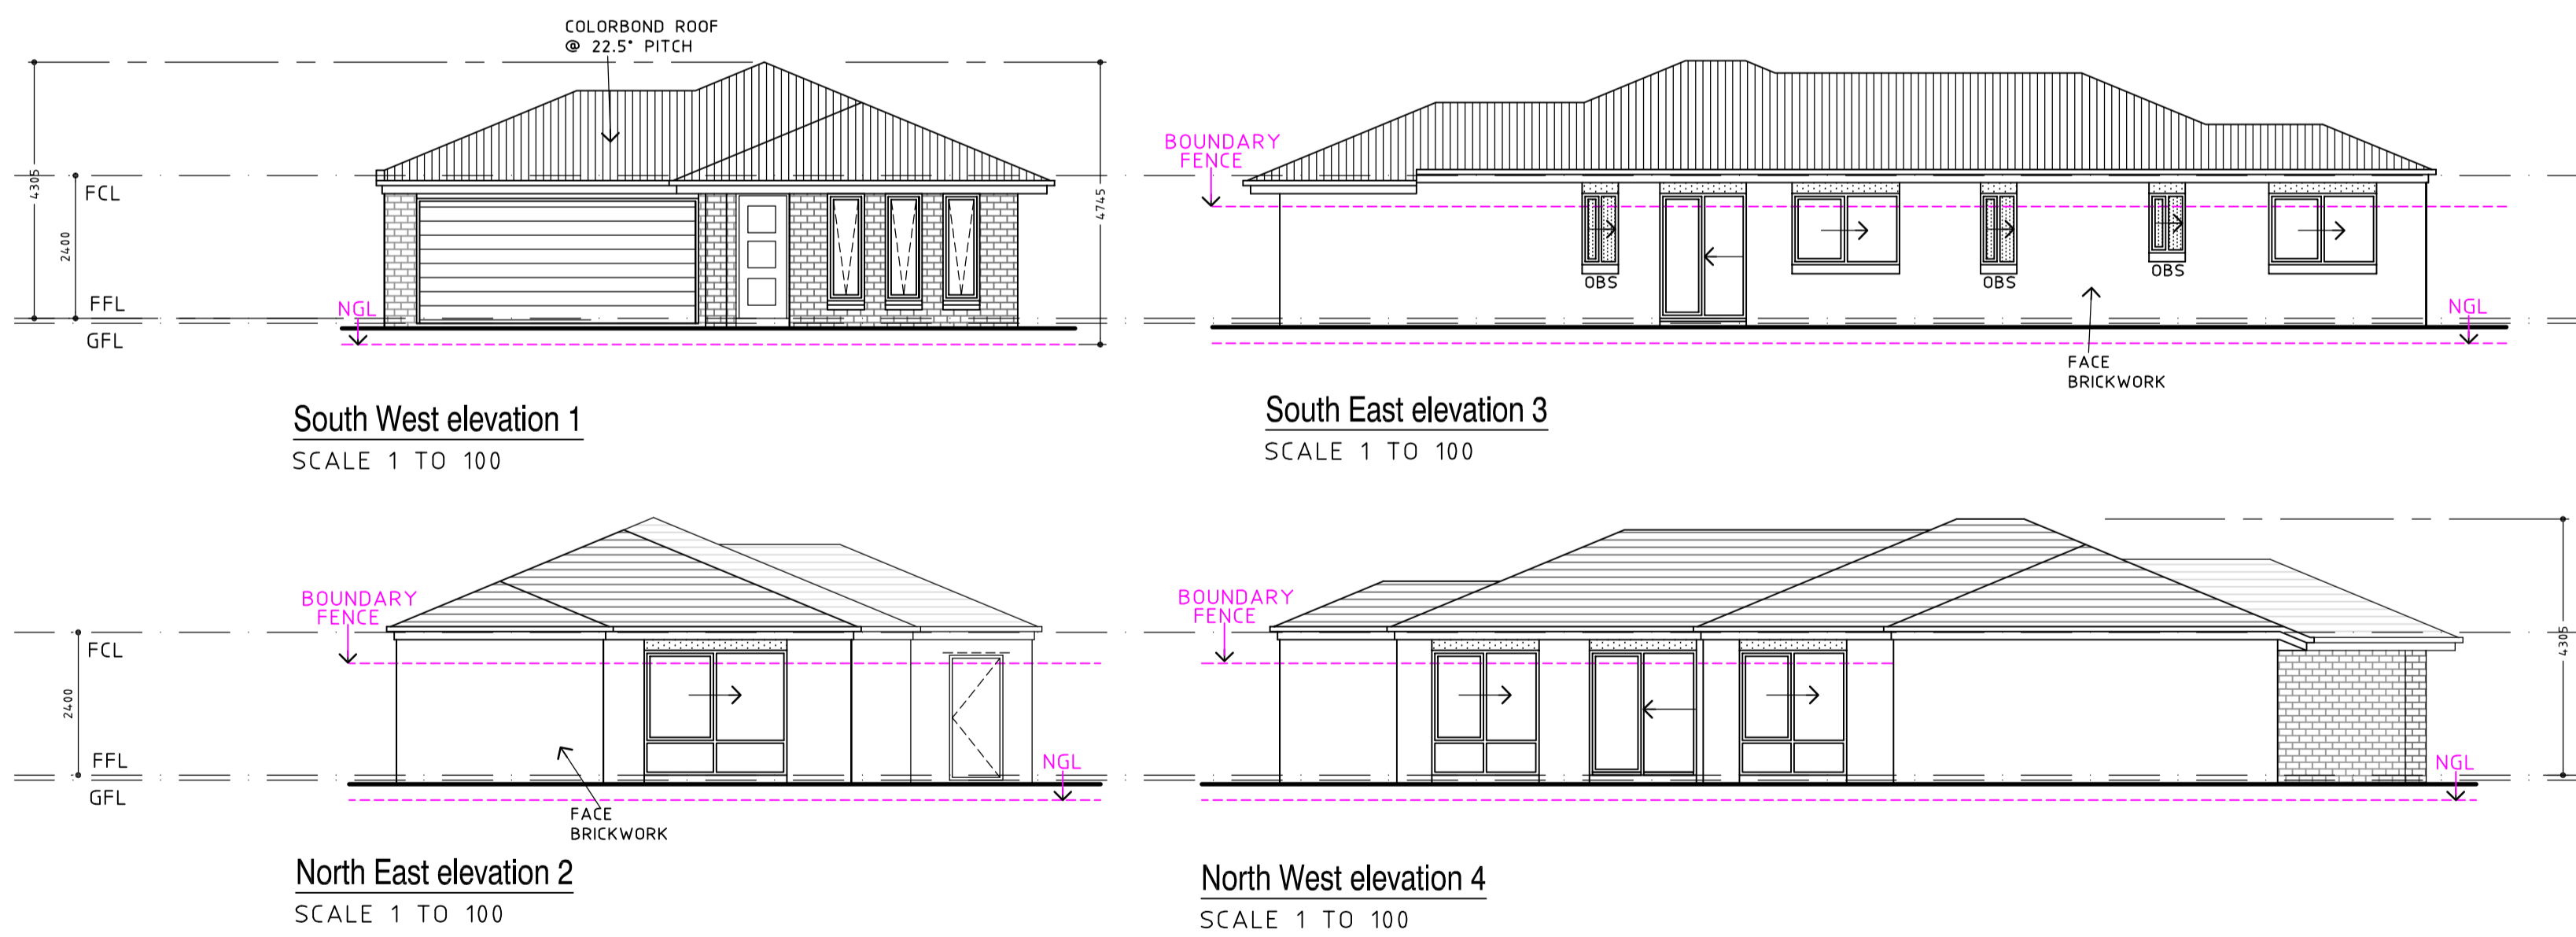 COLORBOND ROOF
@ 22.5° PITCH
4305
FCL
2400
FFL
GFL
NGL
4745
South West elevation 1
SCALE 1 TO 100
BOUNDARY
FENCE
OBS
OBS
OBS
NGL
FACE
BRICKWORK
South East elevation 3
SCALE 1 TO 100
BOUNDARY
FENCE
FCL
2400
FFL
GFL
NGL
FACE
BRICKWORK
North East elevation 2
SCALE 1 TO 100
BOUNDARY
FENCE
4305
NGL
North West elevation 4
SCALE 1 TO 100